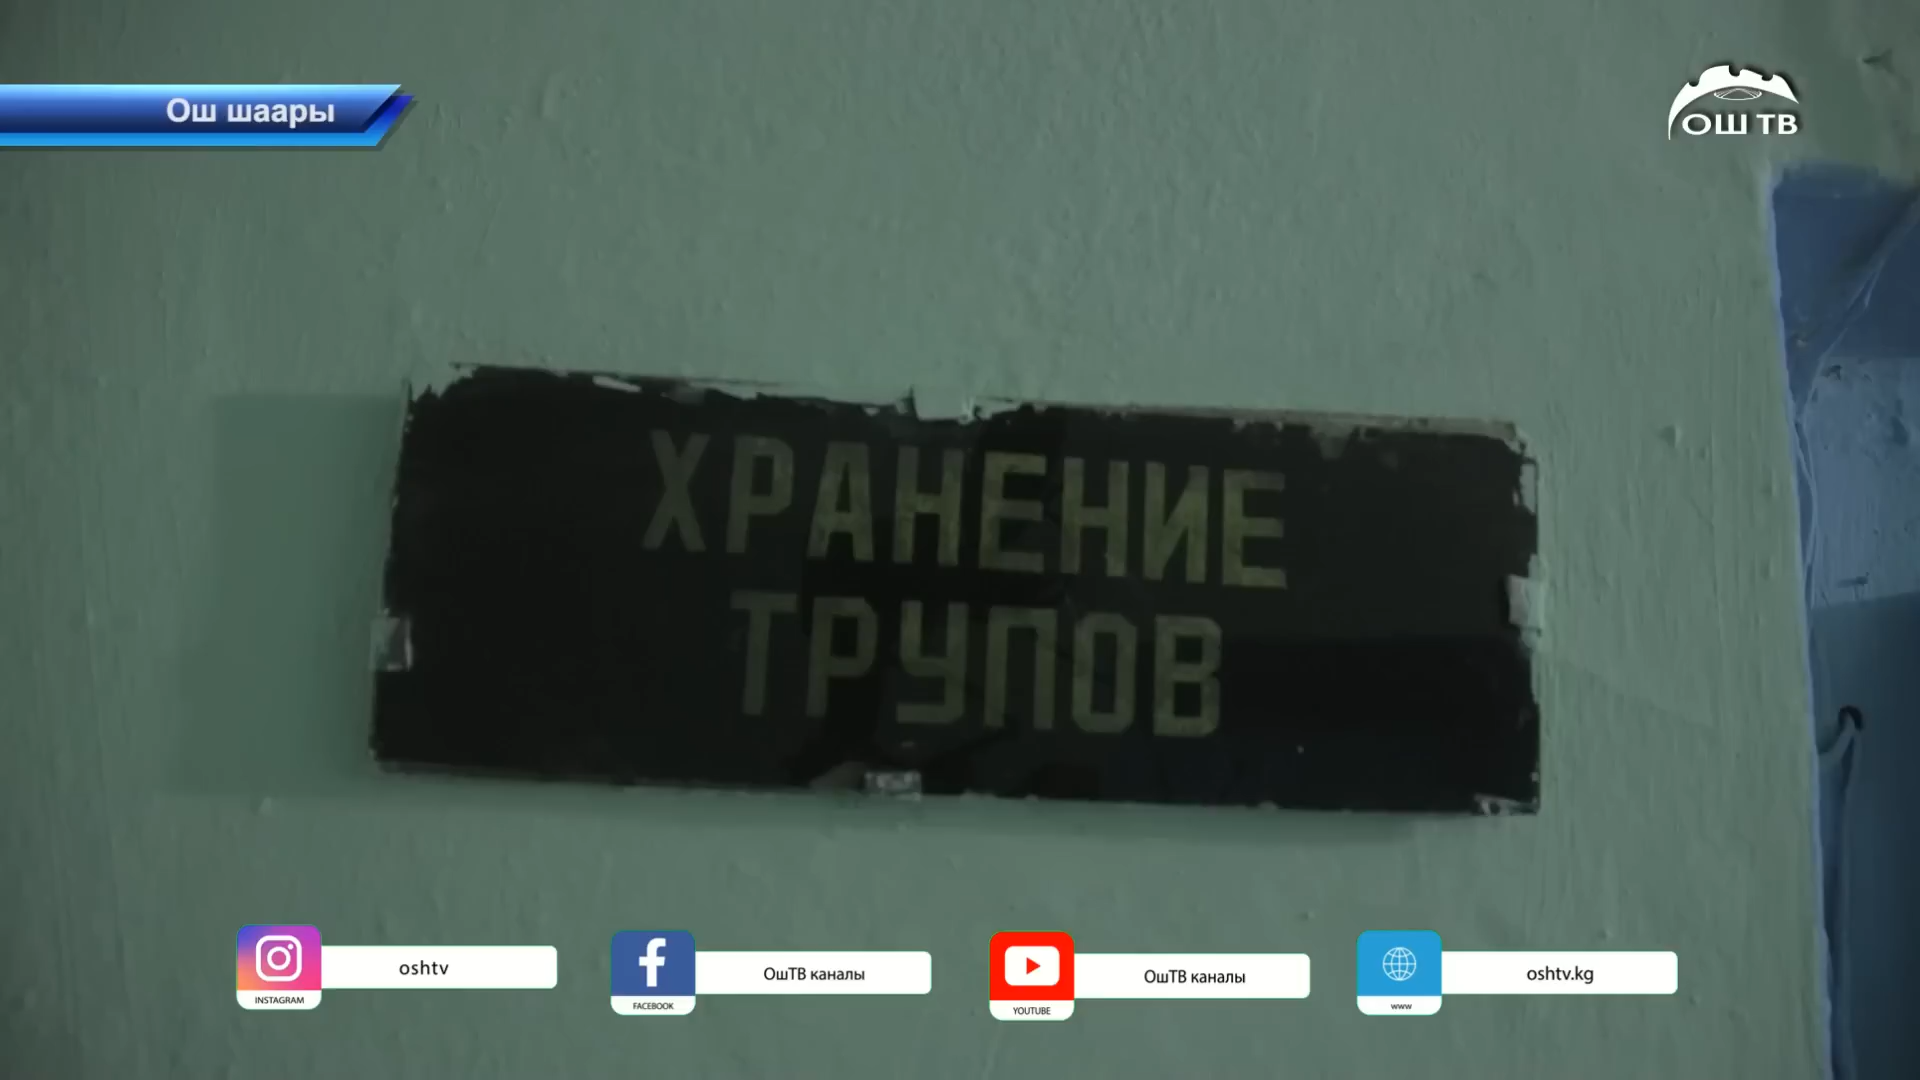 Ош шаары
ОШ ТВ
ХРАНЕНИЕ
ТРУПОВ
oshtv
INSTAGRAM
ОшТВ каналы
FACEBOOK
ОшТВ каналы
YOUTUBE
oshtv.kg
www